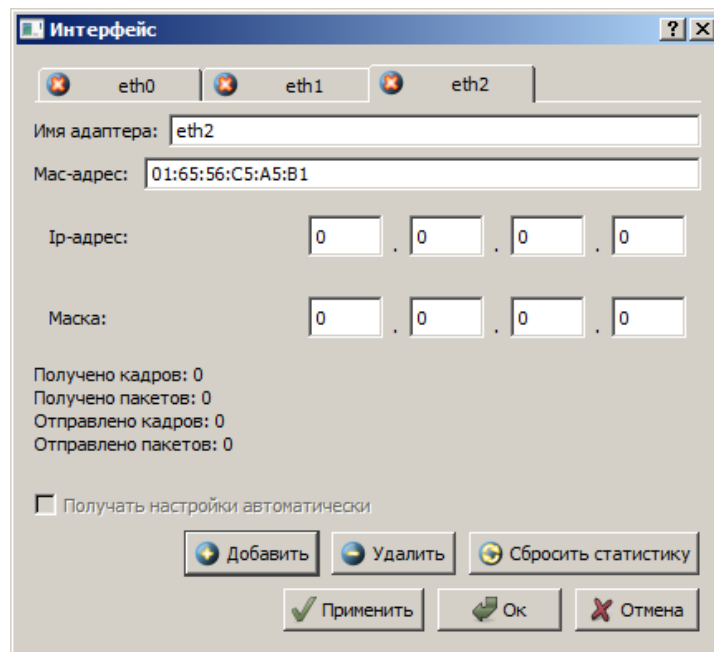 Интерфейс
eth0 eth1 eth2
Имя адаптера: eth2
Mac-адрес: 01:65:56:C5:A5:B1
Ip-адрес: 0 . 0 . 0 . 0
Маска: 0 . 0 . 0 . 0
Получено кадров: 0
Получено пакетов: 0
Отправлено кадров: 0
Отправлено пакетов: 0
Получать настройки автоматически
Добавить Удалить Сбросить статистику
Применить Ок Отмена